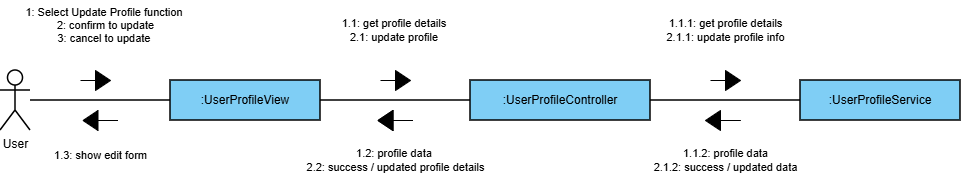 1: Select Update Profile function
2: confirm to update
3: cancel to update
1.1: get profile details
2.1: update profile
1.1.1: get profile details
2.1.1: update profile info
:UserProfileView
:UserProfileController
:UserProfileService
User
1.3: show edit form
1.2: profile data
2.2: success / updated profile details
1.1.2: profile data
2.1.2: success / updated data